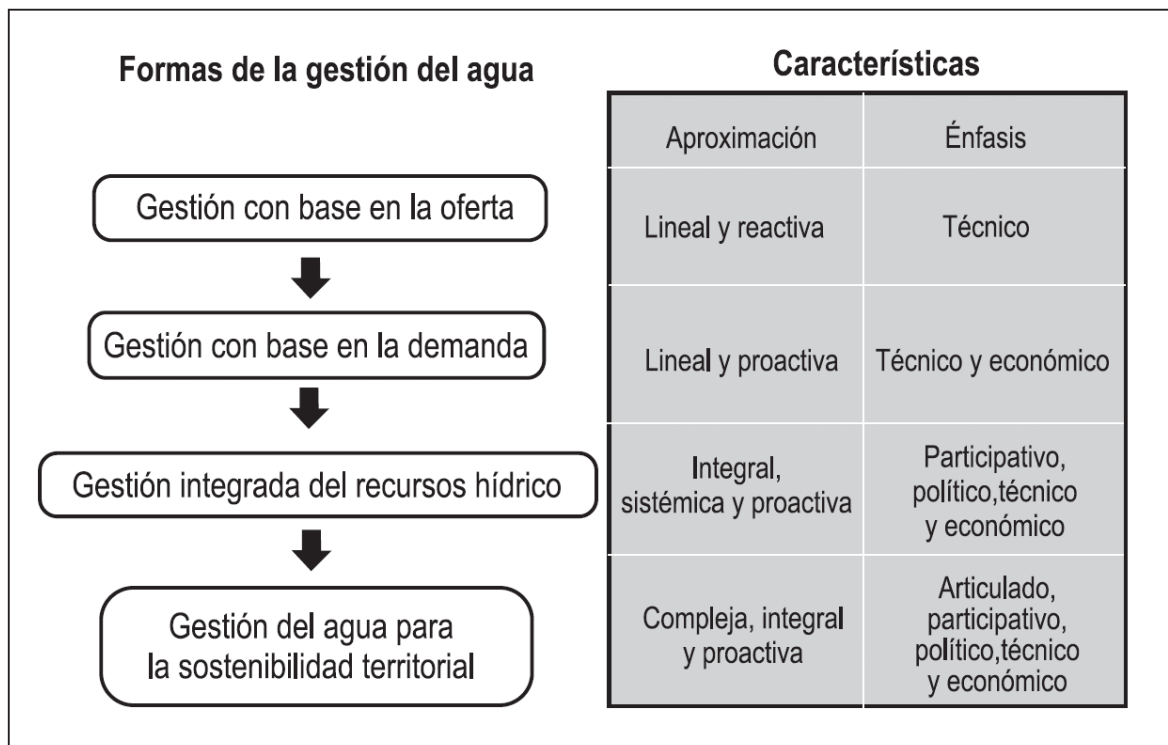 Formas de la gestión del agua
Características
Aproximación
Énfasis
Gestión con base en la oferta
Lineal y reactiva
Técnico
Gestión con base en la demanda
Lineal y proactiva
Técnico y económico
Gestión integrada del recursos hídrico
Integral,
sistémica y proactiva
Participativo,
político,técnico
y económico
Gestión del agua para
la sostenibilidad territorial
Compleja, integral
y proactiva
Articulado,
participativo,
político,técnico
y económico